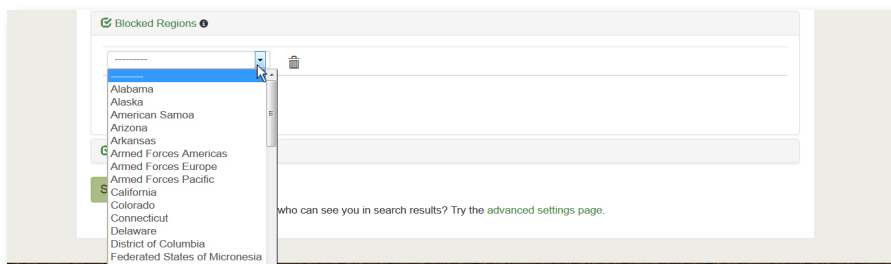 Blocked Regions
---------
---------
Alabama
Alaska
American Samoa
Arizona
Arkansas
Armed Forces Americas
Armed Forces Europe
Armed Forces Pacific
California
Colorado
Connecticut
who can see you in search results? Try the advanced settings page.
Delaware
District of Columbia
Federated States of Micronesia